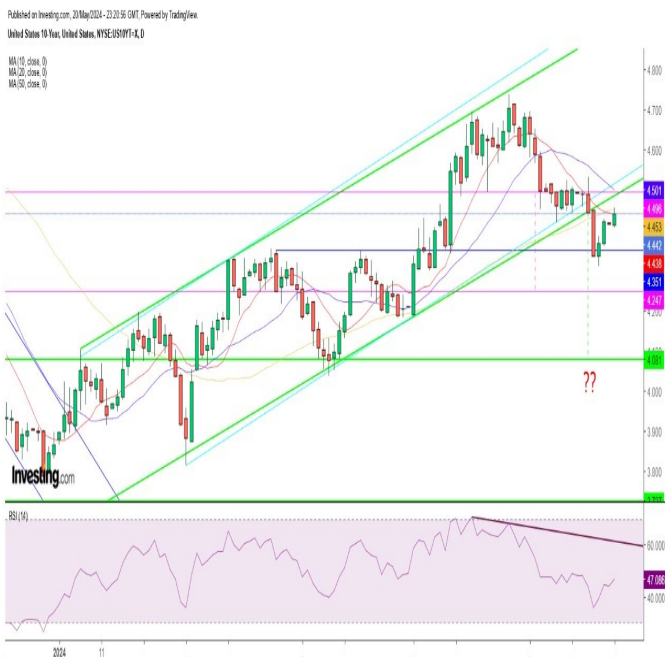 Published on Investing.com, 20/May/2024 - 23:20:56 GMT, Powered by TradingView.
United States 10-Year, United States, NYSE:US10YT=X, D
MA (10, close, 0)
MA (20, close, 0)
MA (50, close, 0)
4.800
4.700
4.600
4.501
4.496
4.453
4.442
4.438
4.351
4.247
4.200
4.081
4.000
3.800
??
Investing.com
RSI (14)
60.000
47.086
40.000
2024
11